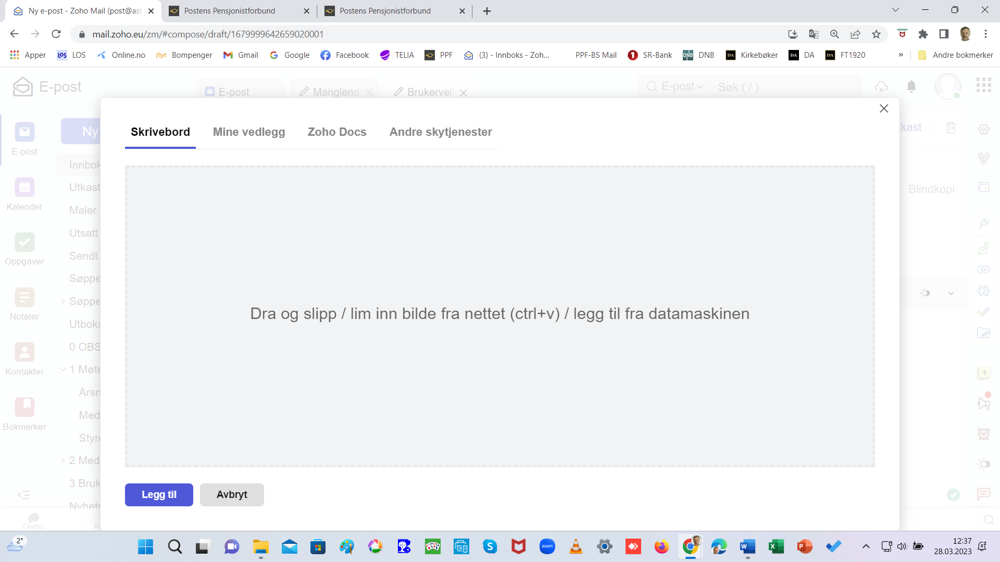 Ny e-post - Zoho Mail (post@asb
Postens Pensjonistforbund
Postens Pensjonistforbund
mail.zoho.eu/zm/#compose/draft/1679999642659020001
Apper
LOS
Online.no
flyt Bompenger
Gmail
Google
Facebook
TELIA
PPF
(3) - Innboks - Zoh...
PPF-BS Mail
SR-Bank
DNB
Kirkebøker
DA
FT1920
»
Andre bokmerker
E-post
E-post
Manglend
Brukerveil
E-post
Søk ( / )
Skrivebord
Mine vedlegg
Zoho Docs
Andre skytjenester
Ny
kast
E-post
Innbok
Utkast
Blindkopi
Kalender
Maler
Utsatt
Oppgaver
Sendt
Søppe
Søppe
Dra og slipp / lim inn bilde fra nettet (ctrl+v) / legg til fra datamaskinen
Notater
Utboks
0 OBS
Kontakter
1 Møte
Årsm
Med
Bokmerker
Styre
2 Med
3 Bruk
Legg til
Avbryt
Nyhets
Chatter
2°
zoom
12:37
28.03.2023